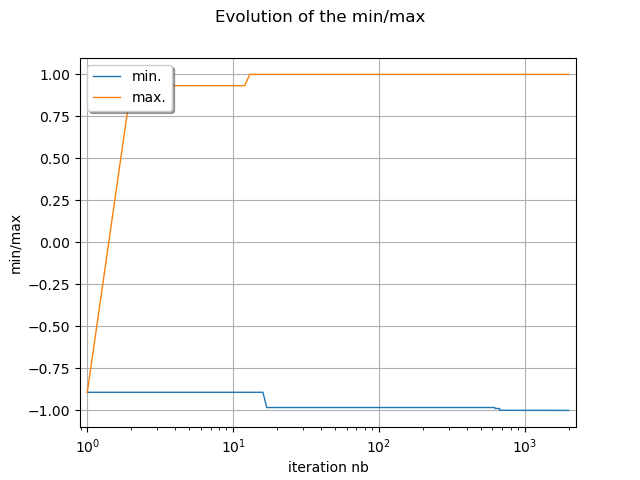 Evolution of the min/max
min.
max.
1.00
0.75
0.50
0.25
0.00
−0.25
−0.50
−0.75
−1.00
min/max
10⁰ 10¹ 10² 10³
iteration nb